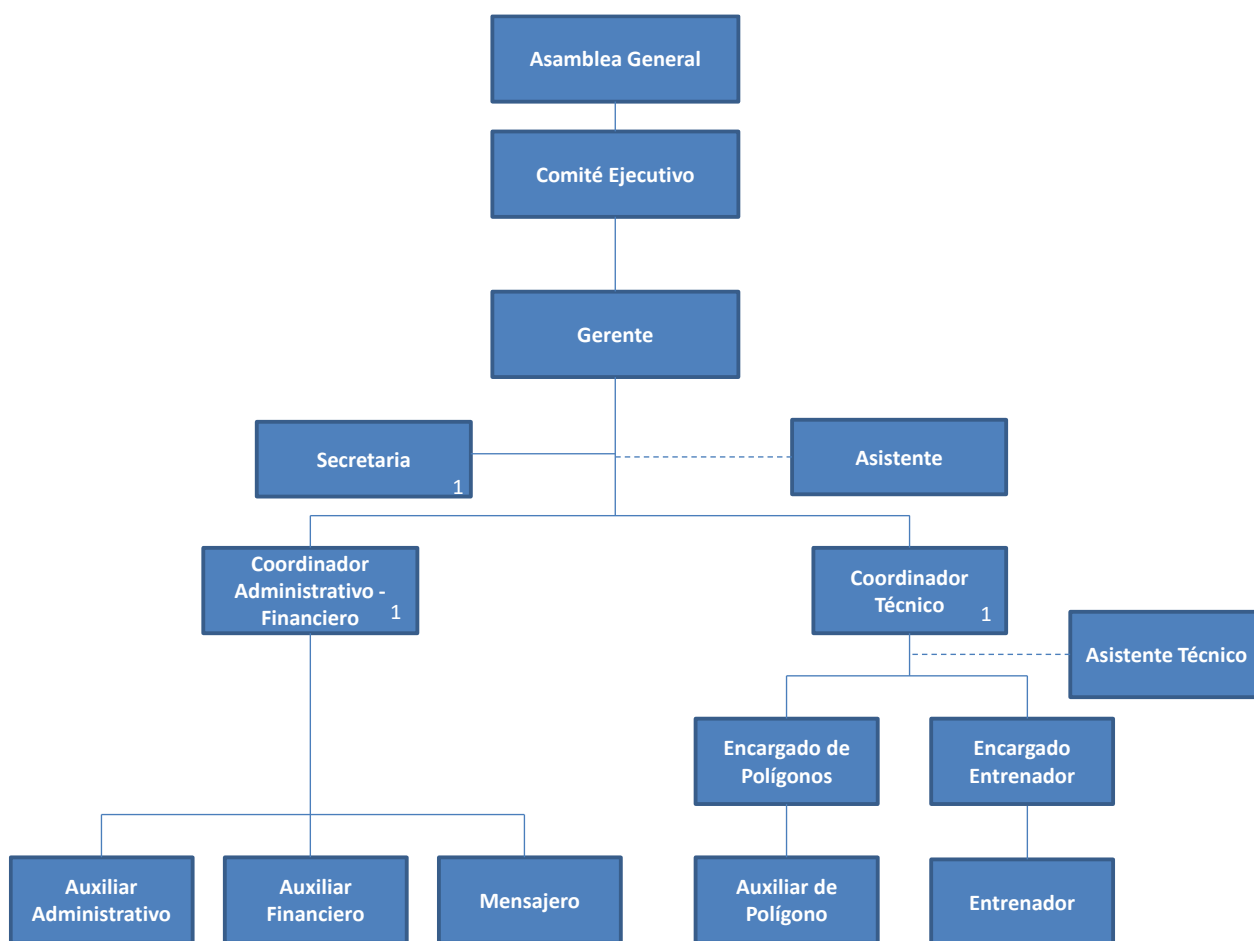 Asamblea General
Comité Ejecutivo
Gerente
Secretaria
1
Asistente
Coordinador
Administrativo -
Financiero
1
Coordinador
Técnico
1
Asistente Técnico
Encargado de
Polígonos
Encargado
Entrenador
Auxiliar
Administrativo
Auxiliar
Financiero
Mensajero
Auxiliar de
Polígono
Entrenador